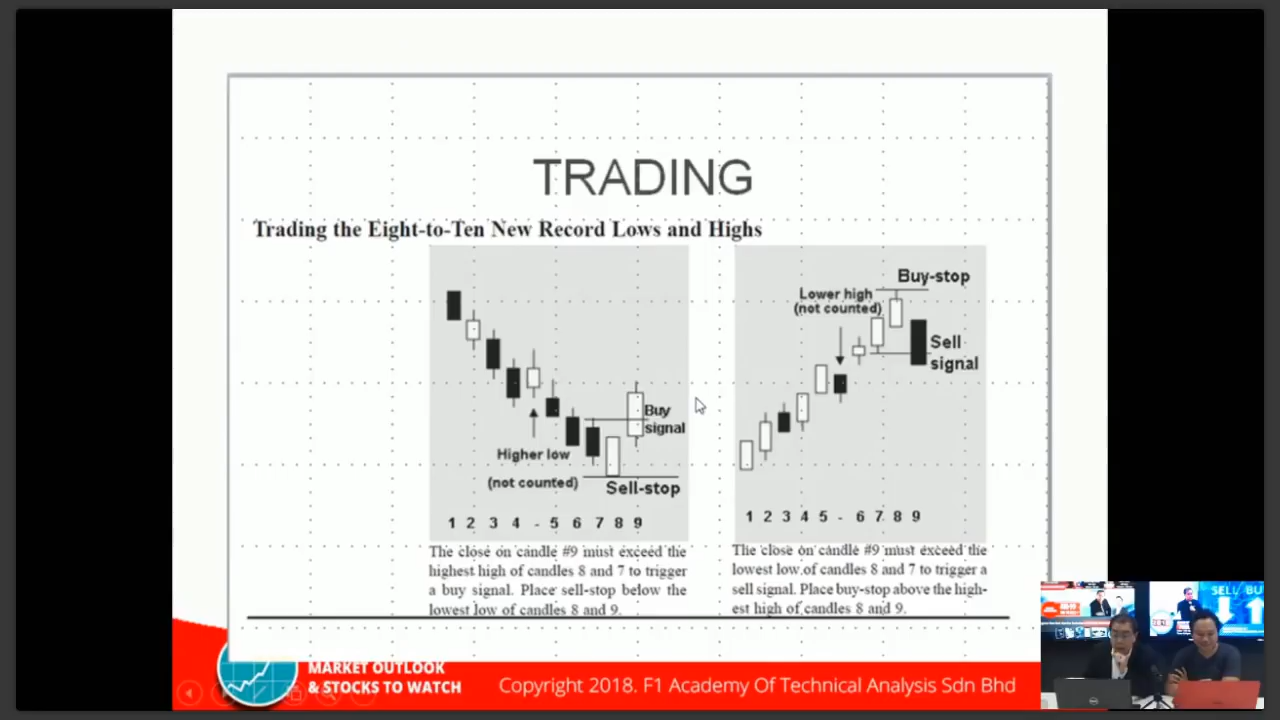 TRADING
Trading the Eight-to-Ten New Record Lows and Highs
Higher low
(not counted)
Buy
signal
Sell-stop
1 2 3 4 - 5 6 7 8 9
The close on candle #9 must exceed the
highest high of candles 8 and 7 to trigger
a buy signal. Place sell-stop below the
lowest low of candles 8 and 9.
Buy-stop
Lower high
(not counted)
Sell
signal
1 2 3 4 5 - 6 7 8 9
The close on candle #9 must exceed the
lowest low of candles 8 and 7 to trigger a
sell signal. Place buy-stop above the high-
est high of candles 8 and 9.
MARKET OUTLOOK
& STOCKS TO WATCH
Copyright 2018. F1 Academy Of Technical Analysis Sdn Bhd
SELL BU